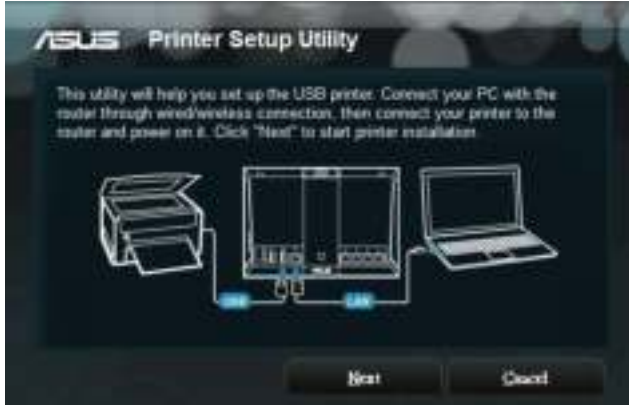 ASUS Printer Setup Utility
This utility will help you set up the USB printer. Connect your PC with the
router through wired/wireless connection, then connect your printer to the
router and power on it. Click "Next" to start printer installation
USB
LAN
Next
Cancel